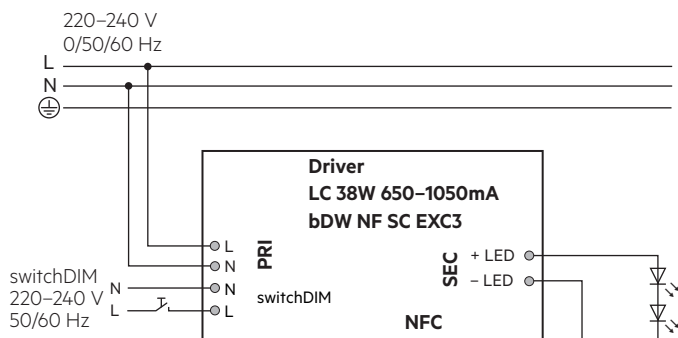 220–240 V
0/50/60 Hz
L
N
Driver
LC 38W 650–1050mA
bDW NF SC EXC3
PRI
L
N
SEC
+ LED
– LED
switchDIM
220–240 V
50/60 Hz
N
L
N
L
switchDIM
NFC